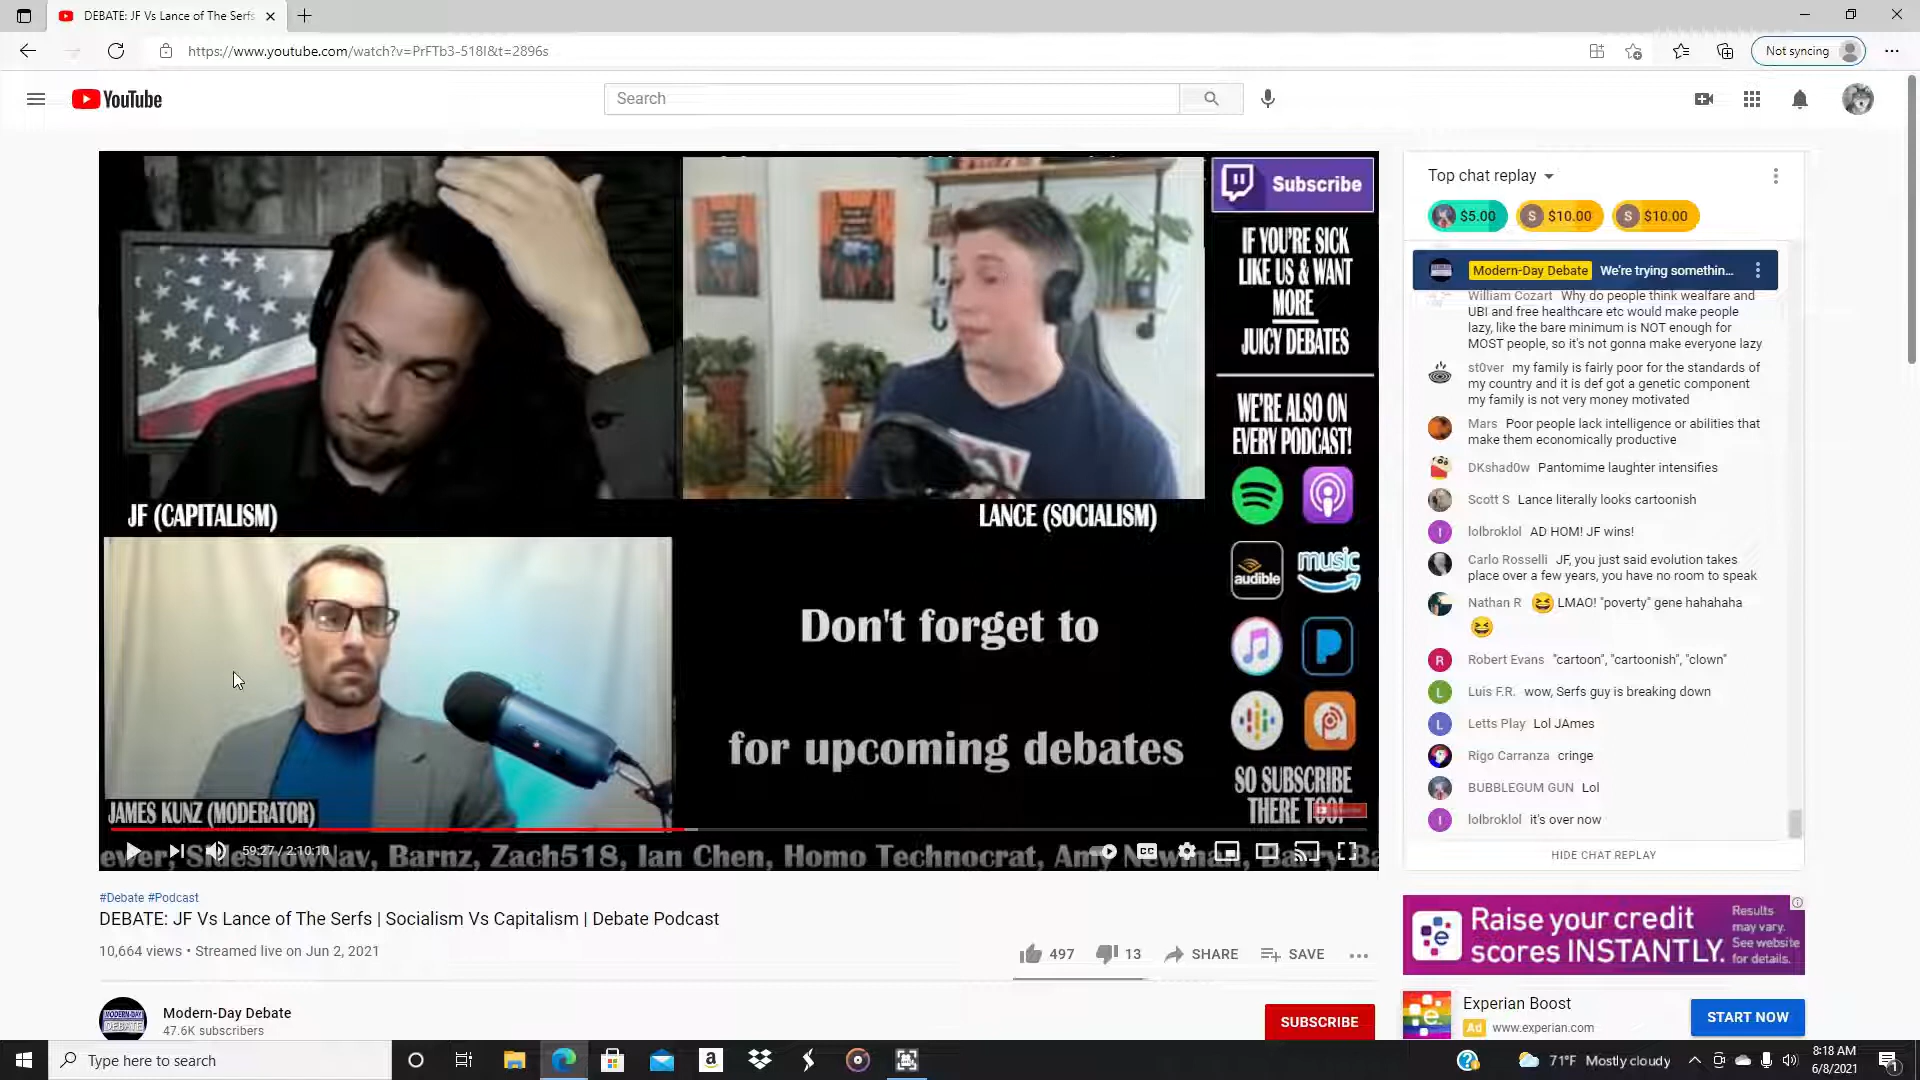 DEBATE: JF Vs Lance of The Serfs
https://www.youtube.com/watch?v=PrFTb3-518I&t=2896s
Not syncing
YouTube
Search
Subscribe
IF YOU'RE SICK
LIKE US & WANT
MORE
JUICY DEBATES
WE'RE ALSO ON
EVERY PODCAST!
audible
music
SO SUBSCRIBE
THERE TOO!
JF (CAPITALISM)
LANCE (SOCIALISM)
Don't forget to
for upcoming debates
JAMES KUNZ (MODERATOR)
59:27 / 2:10:10
ewer, SideshowNav, Barnz, Zach518, Ian Chen, Homo Technocrat, Amy Newman, Barry Ba
CC
#Debate #Podcast
DEBATE: JF Vs Lance of The Serfs | Socialism Vs Capitalism | Debate Podcast
10,664 views • Streamed live on Jun 2, 2021
497
13
SHARE
SAVE
MODERN-DAY
DEBATE
Modern-Day Debate
47.6K subscribers
SUBSCRIBE
Top chat replay
$5.00
S $10.00
S $10.00
Modern-Day Debate We're trying somethin...
William Cozart Why do people think wealfare and
UBI and free healthcare etc would make people
lazy, like the bare minimum is NOT enough for
MOST people, so it's not gonna make everyone lazy
st0ver my family is fairly poor for the standards of
my country and it is def got a genetic component
my family is not very money motivated
Mars Poor people lack intelligence or abilities that
make them economically productive
DKshad0w Pantomime laughter intensifies
Scott S Lance literally looks cartoonish
l lolbroklol AD HOM! JF wins!
Carlo Rosselli JF, you just said evolution takes
place over a few years, you have no room to speak
Nathan R 😆 LMAO! "poverty" gene hahahaha
😆
R Robert Evans "cartoon", "cartoonish", "clown"
L Luis F.R. wow, Serfs guy is breaking down
L Letts Play Lol JAmes
Rigo Carranza cringe
BUBBLEGUM GUN Lol
l lolbroklol it's over now
HIDE CHAT REPLAY
Raise your credit
scores INSTANTLY.
Results
may vary.
See website
for details.
Experian Boost
Ad www.experian.com
START NOW
Type here to search
71°F Mostly cloudy
8:18 AM
6/8/2021
1